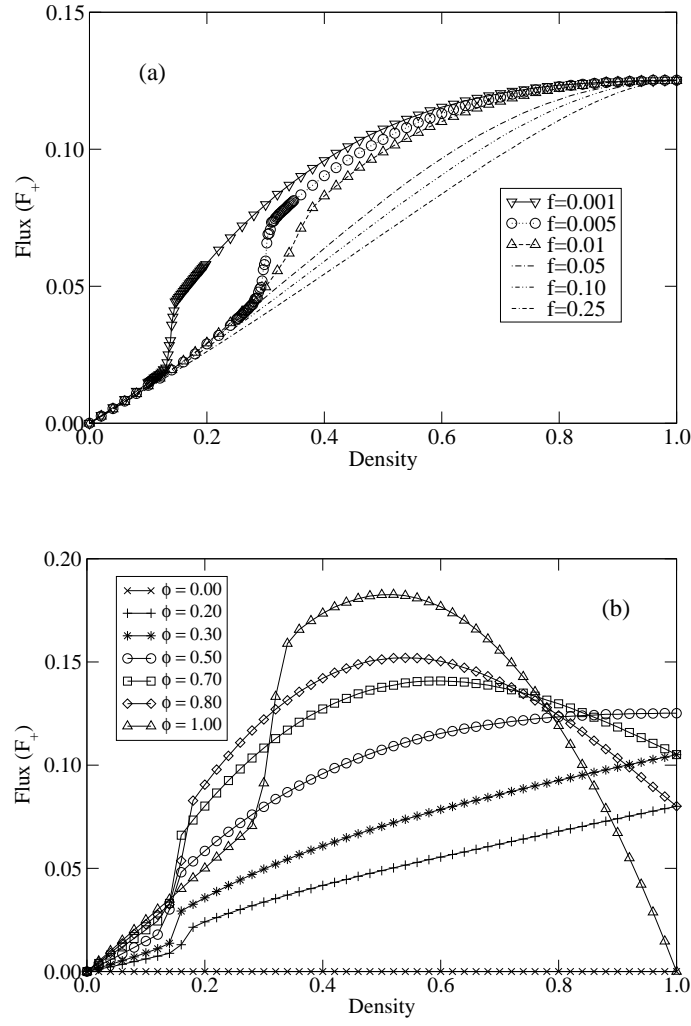 0.15
(a)
0.10
Flux (F+)
0.05
f=0.001
f=0.005
f=0.01
f=0.05
f=0.10
f=0.25
0.00
0.0 0.2 0.4 0.6 0.8 1.0
Density
0.20
ϕ = 0.00
ϕ = 0.20
ϕ = 0.30
ϕ = 0.50
ϕ = 0.70
ϕ = 0.80
ϕ = 1.00
(b)
0.15
Flux (F+)
0.10
0.05
0.00
0.0 0.2 0.4 0.6 0.8 1.0
Density